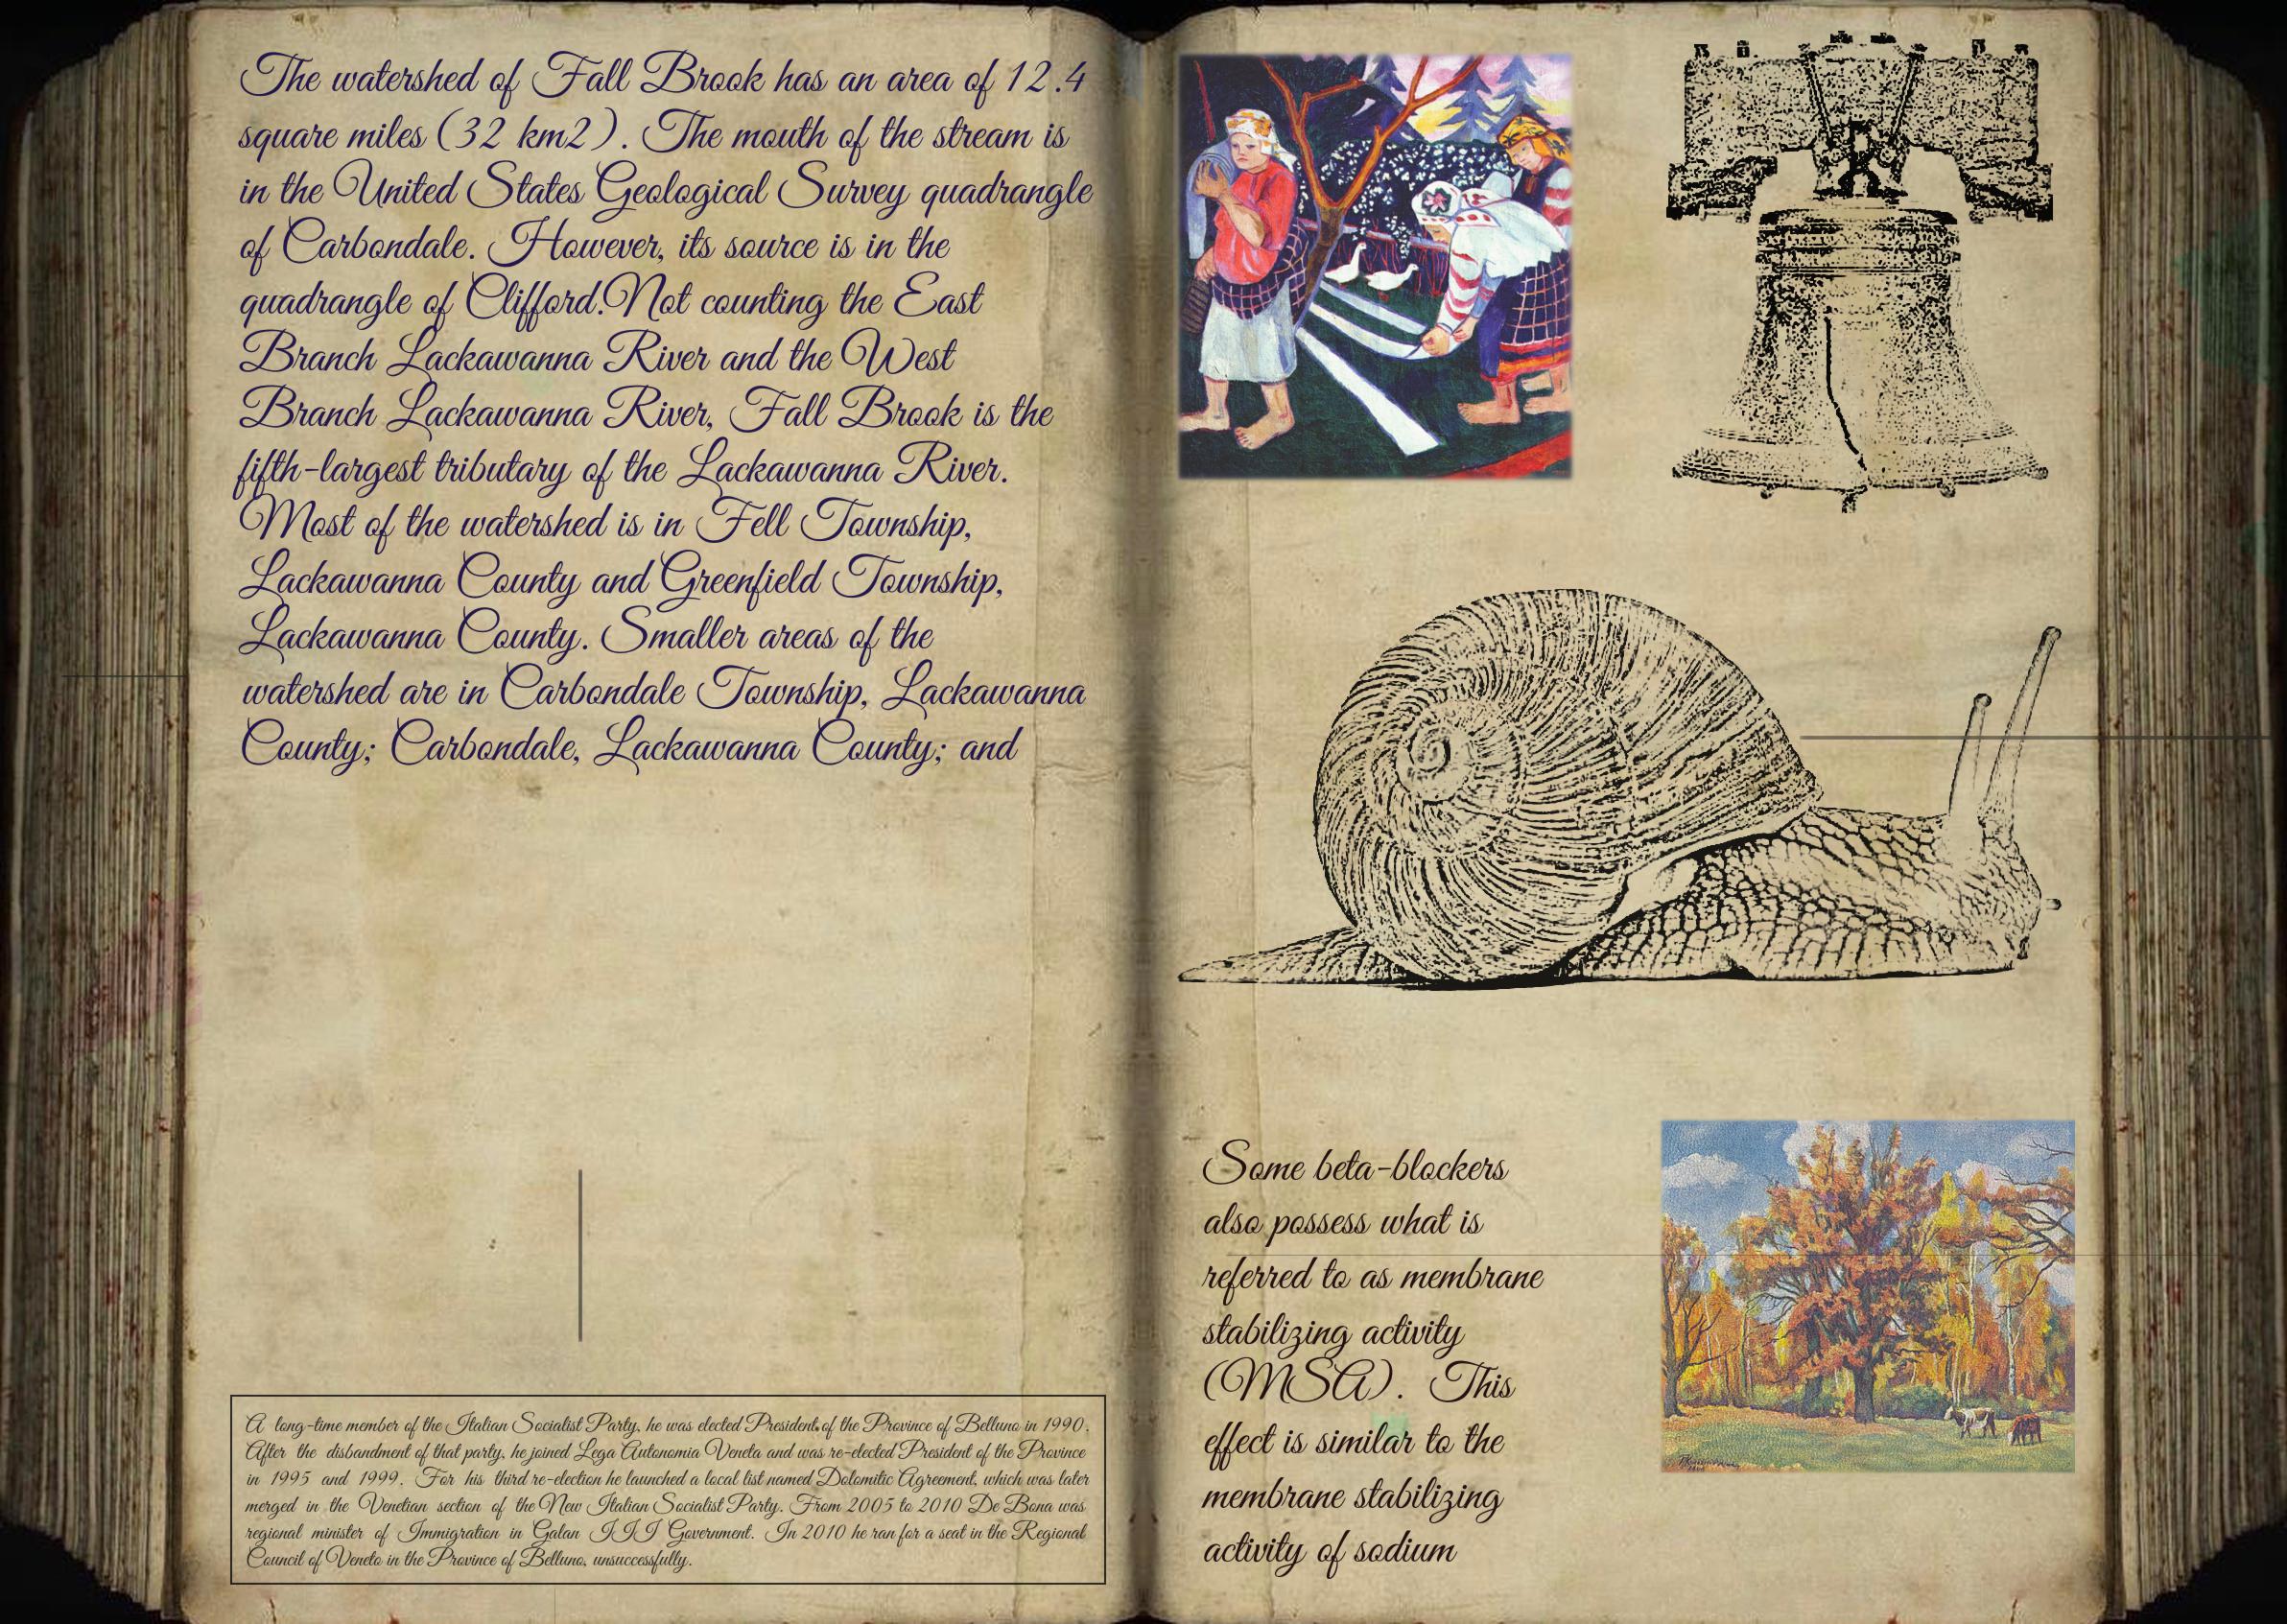 The watershed of Fall Brook has an area of 12.4
square miles (32 km2). The mouth of the stream is
in the United States Geological Survey quadrangle
of Carbondale. However, its source is in the
quadrangle of Clifford.Not counting the East
Branch Lackawanna River and the West
Branch Lackawanna River, Fall Brook is the
fifth-largest tributary of the Lackawanna River.
Most of the watershed is in Fell Township,
Lackawanna County and Greenfield Township,
Lackawanna County. Smaller areas of the
watershed are in Carbondale Township, Lackawanna
County; Carbondale, Lackawanna County; and
A long-time member of the Italian Socialist Party, he was elected President of the Province of Belluno in 1990.
After the disbandment of that party, he joined Lega Autonomia Veneta and was re-elected President of the Province
in 1995 and 1999. For his third re-election he launched a local list named Dolomitic Agreement, which was later
merged in the Venetian section of the New Italian Socialist Party. From 2005 to 2010 De Bona was
regional minister of Immigration in Galan III Government. In 2010 he ran for a seat in the Regional
Council of Veneto in the Province of Belluno, unsuccessfully.
Some beta-blockers
also possess what is
referred to as membrane
stabilizing activity
(MSA). This
effect is similar to the
membrane stabilizing
activity of sodium